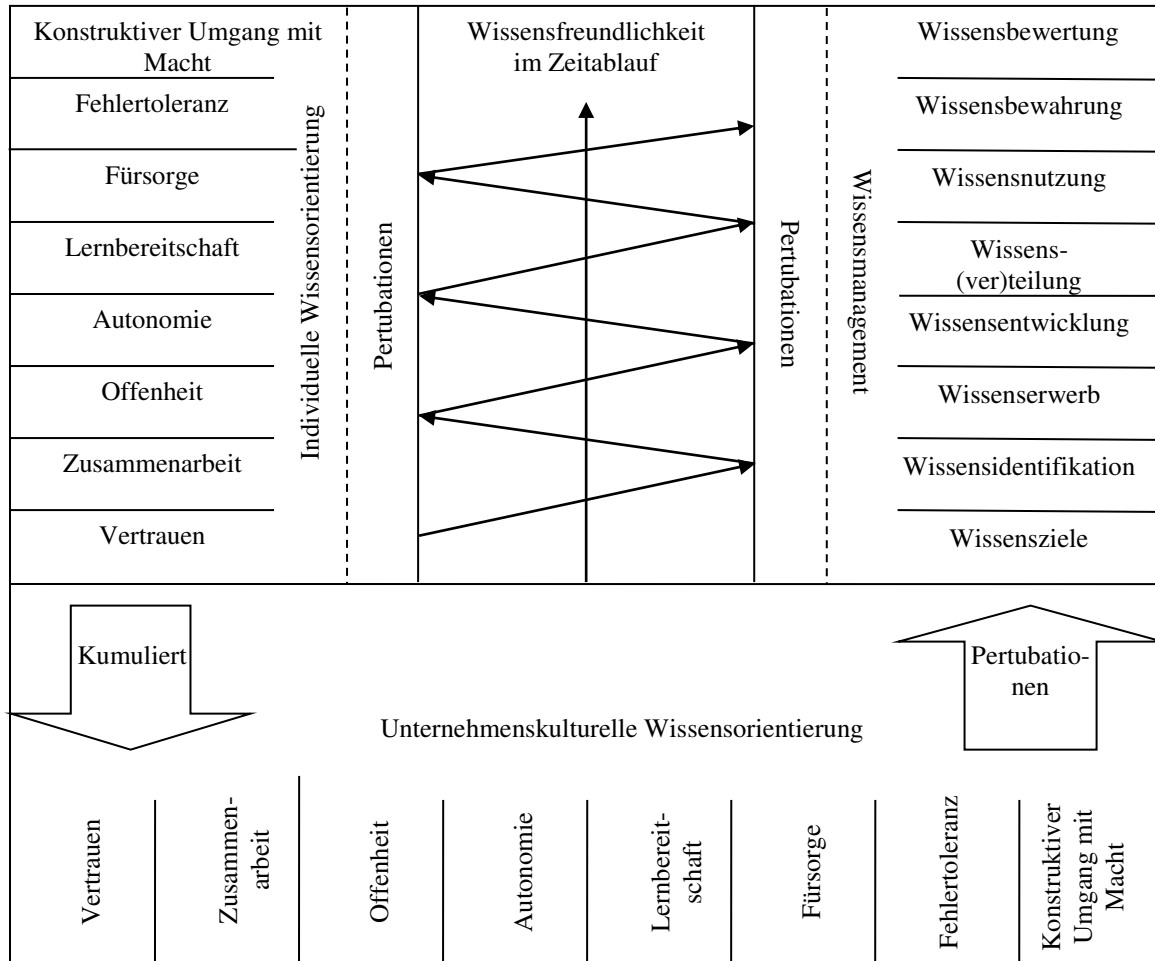 Konstruktiver Umgang mit
Macht
Fehlertoleranz
Fürsorge
Lernbereitschaft
Autonomie
Offenheit
Zusammenarbeit
Vertrauen
Individuelle Wissensorientierung
Pertubationen
Wissensfreundlichkeit
im Zeitablauf
Pertubationen
Wissensmanagement
Wissensbewertung
Wissensbewahrung
Wissensnutzung
Wissens-
(ver)teilung
Wissensentwicklung
Wissenserwerb
Wissensidentifikation
Wissensziele
Kumuliert
Pertubatio-
nen
Unternehmenskulturelle Wissensorientierung
Vertrauen
Zusammen-
arbeit
Offenheit
Autonomie
Lernbereit-
schaft
Fürsorge
Fehlertoleranz
Konstruktiver
Umgang mit
Macht